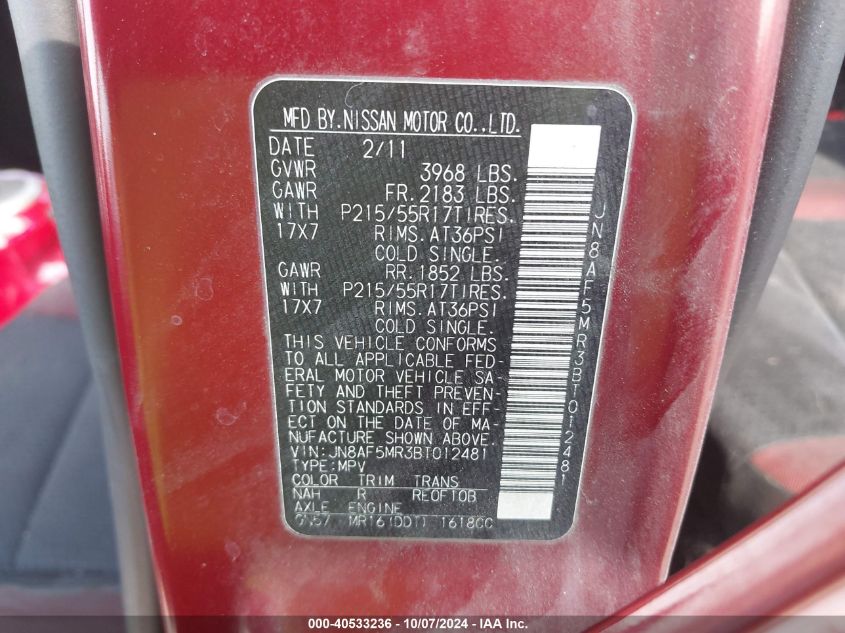 MFD BY.NISSAN MOTOR CO.,LTD.
DATE 2/11
GVWR 3968 LBS.
GAWR FR.2183 LBS.
WITH P215/55R17TIRES.
17X7 RIMS.AT36PSI
COLD SINGLE.
GAWR RR.1852 LBS.
WITH P215/55R17TIRES.
17X7 RIMS.AT36PSI
COLD SINGLE.
THIS VEHICLE CONFORMS
TO ALL APPLICABLE FED-
ERAL MOTOR VEHICLE SA-
FETY AND THEFT PREVEN-
TION STANDARDS IN EFF-
ECT ON THE DATE OF MA-
NUFACTURE SHOWN ABOVE.
VIN:JN8AF5MR3BT012481
TYPE:MPV
COLOR TRIM TRANS
NAH R RE0F10B
AXLE ENGINE
MR16(DDT) 1618CC
JN8AF5MR3BT012481
000-40533236 - 10/07/2024 - IAAI.com